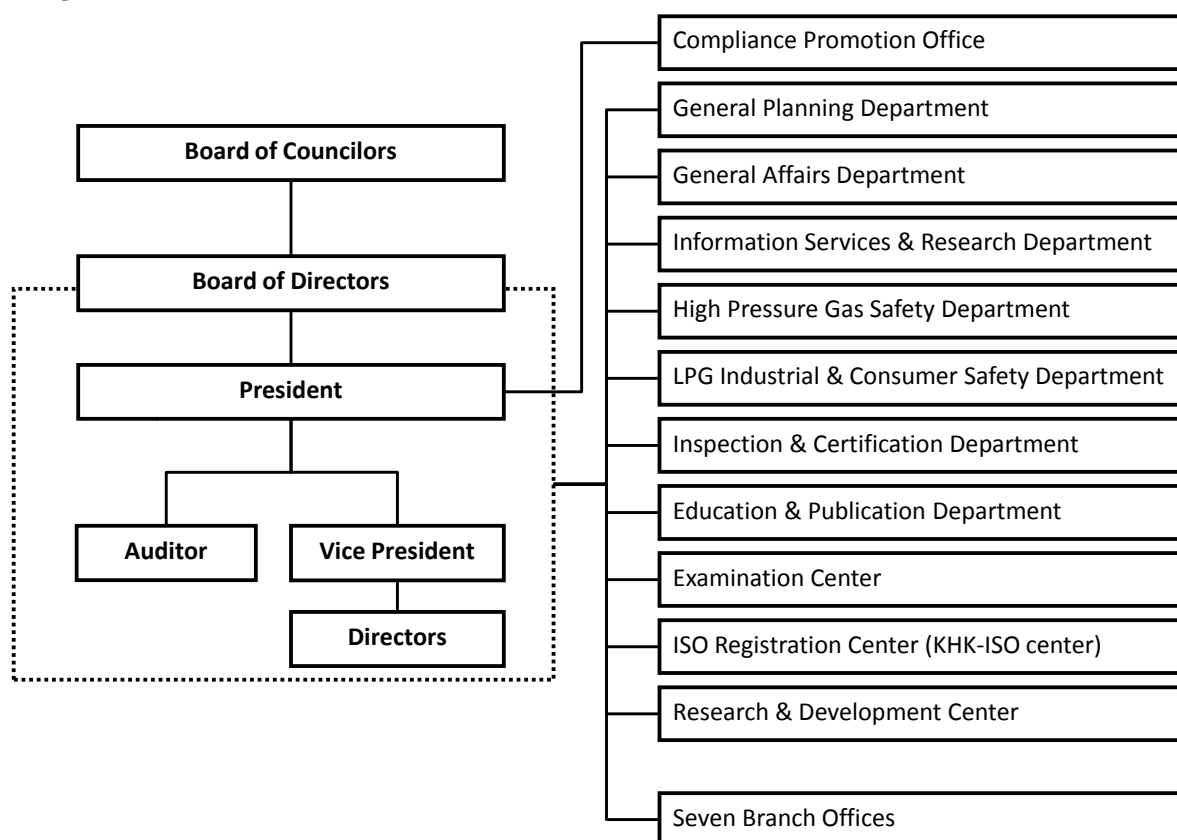 Board of Councilors
Board of Directors
President
Auditor
Vice President
Directors
Compliance Promotion Office
General Planning Department
General Affairs Department
Information Services & Research Department
High Pressure Gas Safety Department
LPG Industrial & Consumer Safety Department
Inspection & Certification Department
Education & Publication Department
Examination Center
ISO Registration Center (KHK-ISO center)
Research & Development Center
Seven Branch Offices